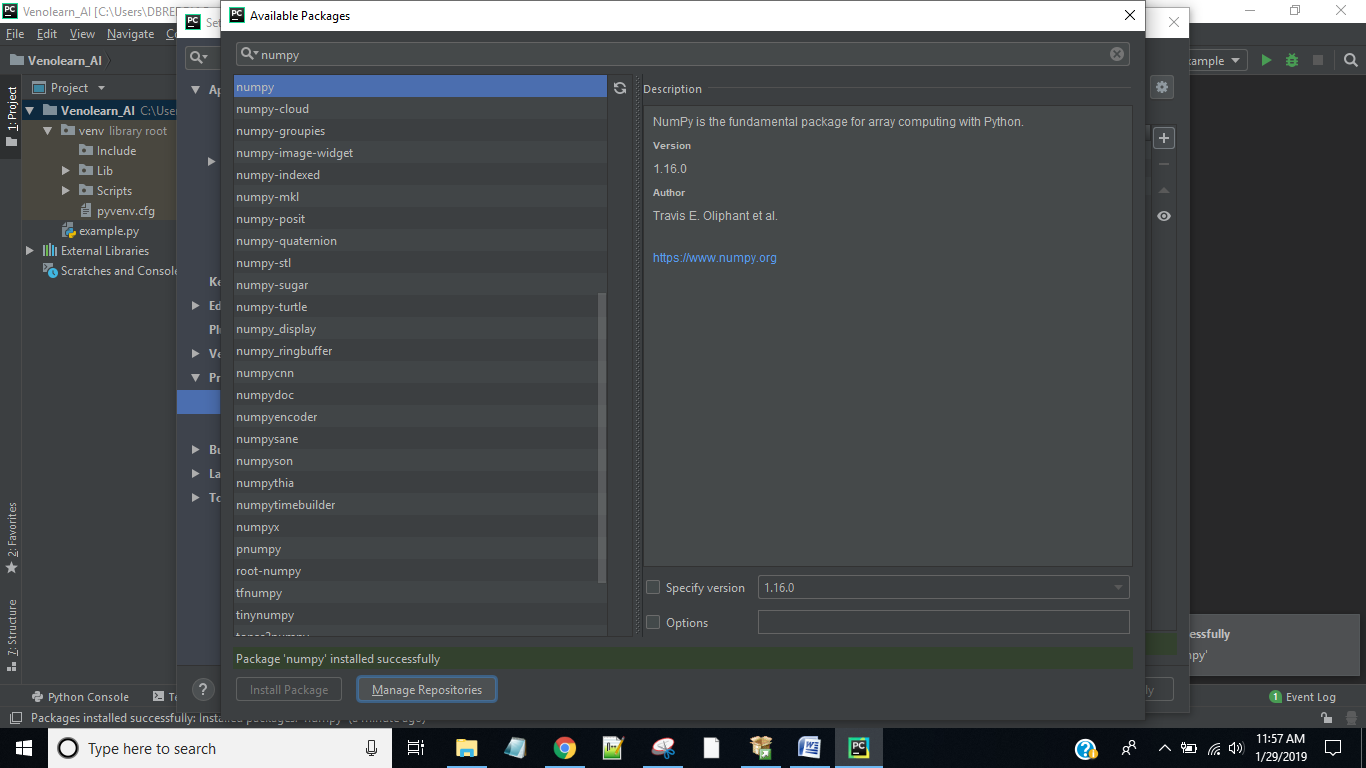 Venolearn_AI [C:\Users\DBRE
Available Packages
File Edit View Navigate
numpy
Venolearn_AI
Project
1: Project
Venolearn_AI C:\Use
venv library root
Include
Lib
Scripts
pyvenv.cfg
example.py
External Libraries
Scratches and Consol
2: Favorites
7: Structure
numpy
numpy-cloud
numpy-groupies
numpy-image-widget
numpy-indexed
numpy-mkl
numpy-posit
numpy-quaternion
numpy-stl
numpy-sugar
numpy-turtle
numpy_display
numpy_ringbuffer
numpycnn
numpydoc
numpyencoder
numpysane
numpyson
numpythia
numpytimebuilder
numpyx
pnumpy
root-numpy
tfnumpy
tinynumpy
Description
NumPy is the fundamental package for array computing with Python.
Version
1.16.0
Author
Travis E. Oliphant et al.
https://www.numpy.org
Specify version 1.16.0
Options
Package 'numpy' installed successfully
Install Package Manage Repositories
essfully
npy'
Python Console
Event Log
Packages installed successfully: Installed packages: 'numpy' (a minute ago)
Type here to search
11:57 AM
1/29/2019